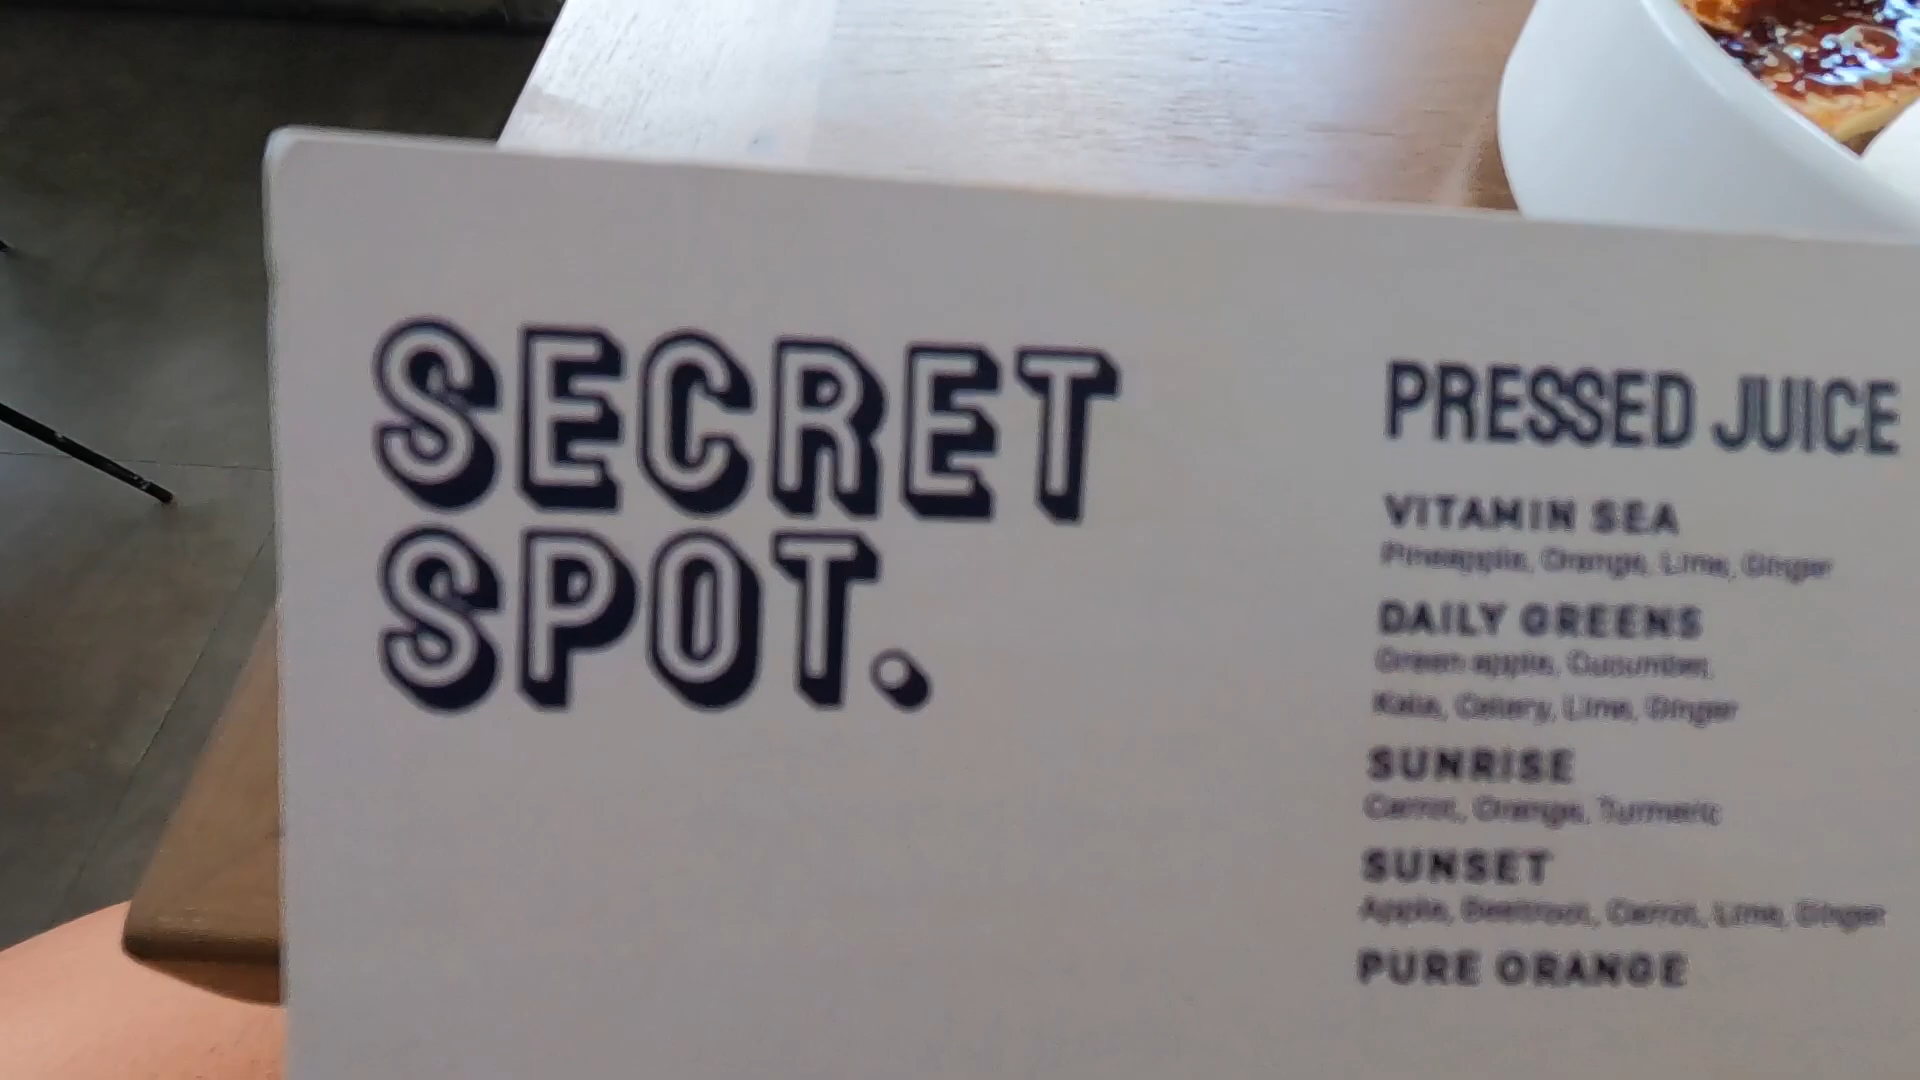 SECRET
SPOT.
PRESSED JUICE
VITAMIN SEA
Pineapple, Orange, Lime, Ginger
DAILY GREENS
Green apple, Cucumber,
Kale, Celery, Lime, Ginger
SUNRISE
Carrot, Orange, Turmeric
SUNSET
Apple, Beetroot, Carrot, Lime, Ginger
PURE ORANGE